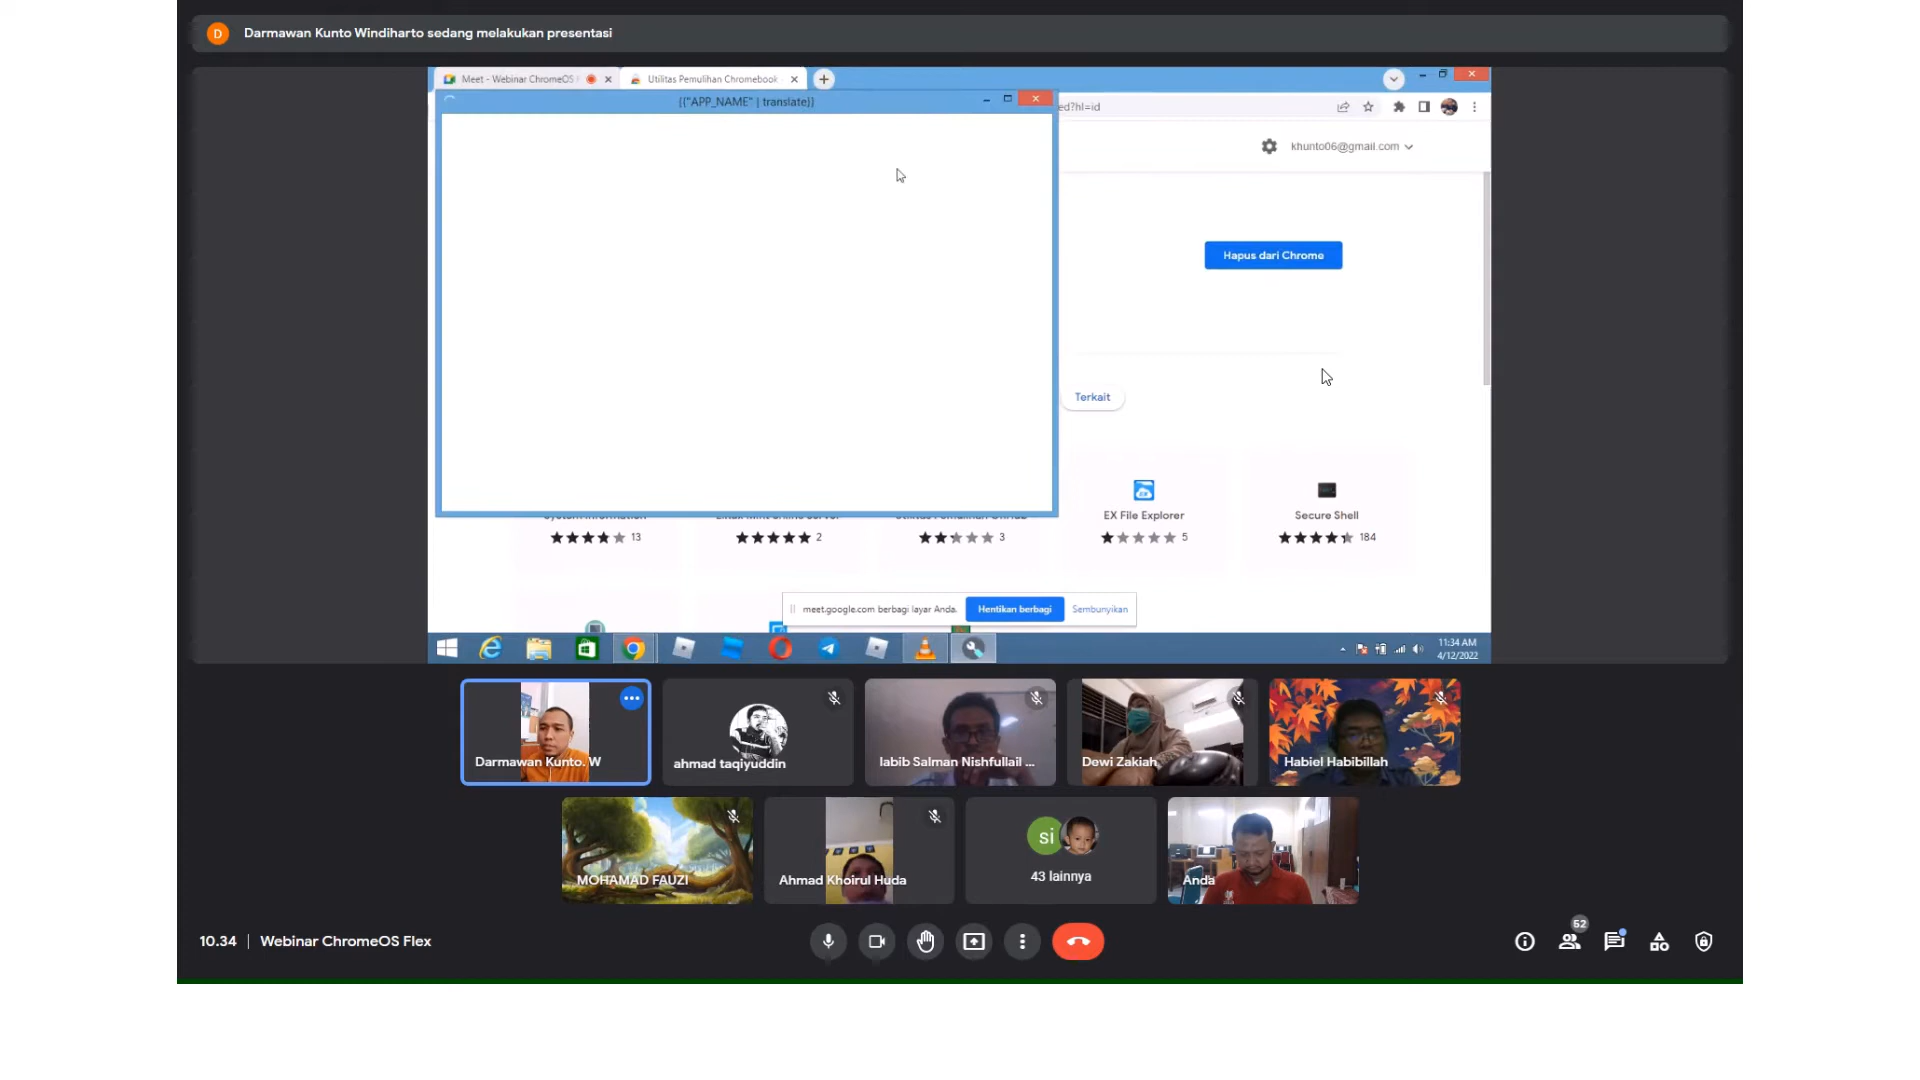 D Darmawan Kunto Windiharto sedang melakukan presentasi
Meet - Webinar ChromeOS
Utilitas Pemulihan Chromebook
{{"APP_NAME" | translate}}
ed?hl=id
khunto06@gmail.com
Hapus dari Chrome
Terkait
EX File Explorer
Secure Shell
13
2
3
5
184
meet.google.com berbagi layar Anda.
Hentikan berbagi
Sembunyikan
11:34 AM
4/12/2022
Darmawan Kunto. W
ahmad taqiyuddin
labib Salman Nishfullail ...
Dewi Zakiah
Habiel Habibillah
MOHAMAD FAUZI
Ahmad Khoirul Huda
si
43 lainnya
Anda
10.34 | Webinar ChromeOS Flex
52